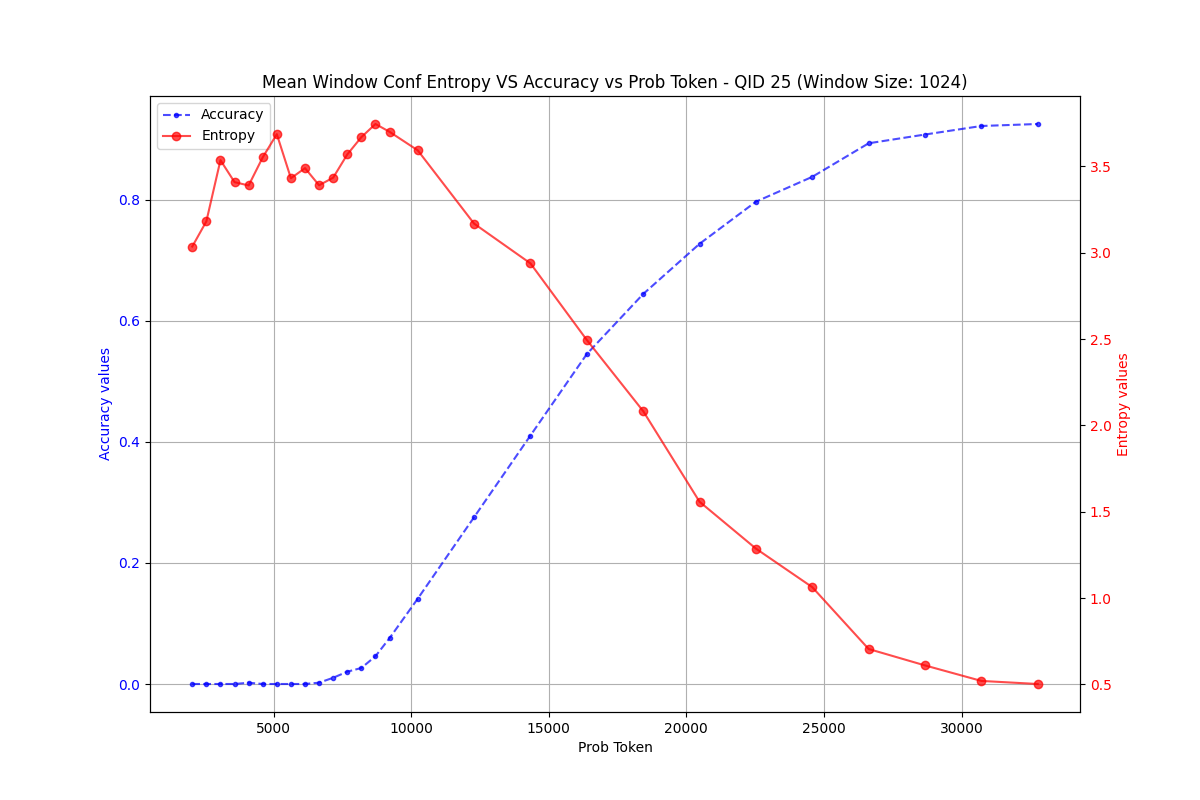 Mean Window Conf Entropy VS Accuracy vs Prob Token - QID 25 (Window Size: 1024)
Accuracy
Entropy
Accuracy values
0.8
0.6
0.4
0.2
0.0
3.5
3.0
2.5
2.0
1.5
1.0
0.5
Entropy values
5000 10000 15000 20000 25000 30000
Prob Token